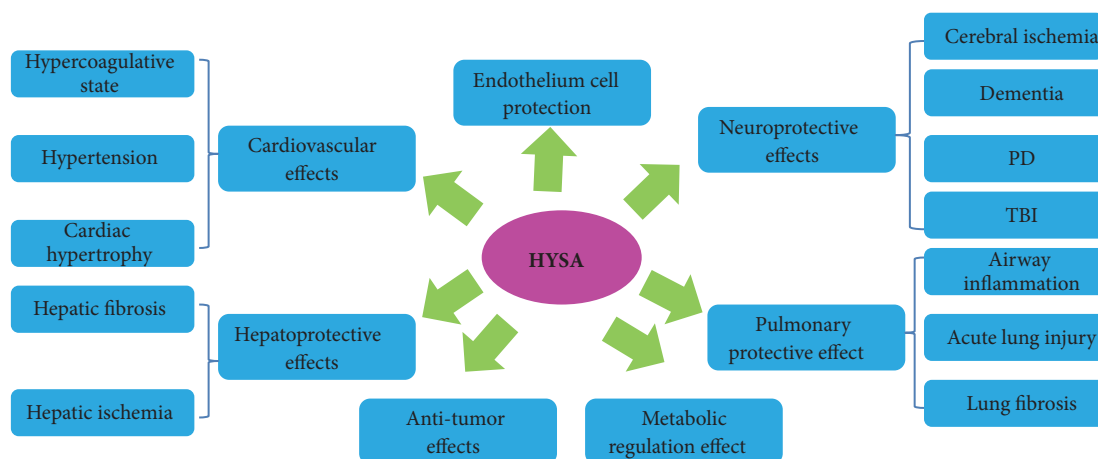 Hypercoagulative
state
Hypertension
Cardiac
hypertrophy
Cardiovascular
effects
Hepatic fibrosis
Hepatic ischemia
Hepatoprotective
effects
Endothelium cell
protection
HYSA
Anti-tumor
effects
Metabolic
regulation effect
Neuroprotective
effects
Cerebral ischemia
Dementia
PD
TBI
Pulmonary
protective effect
Airway
inflammation
Acute lung injury
Lung fibrosis